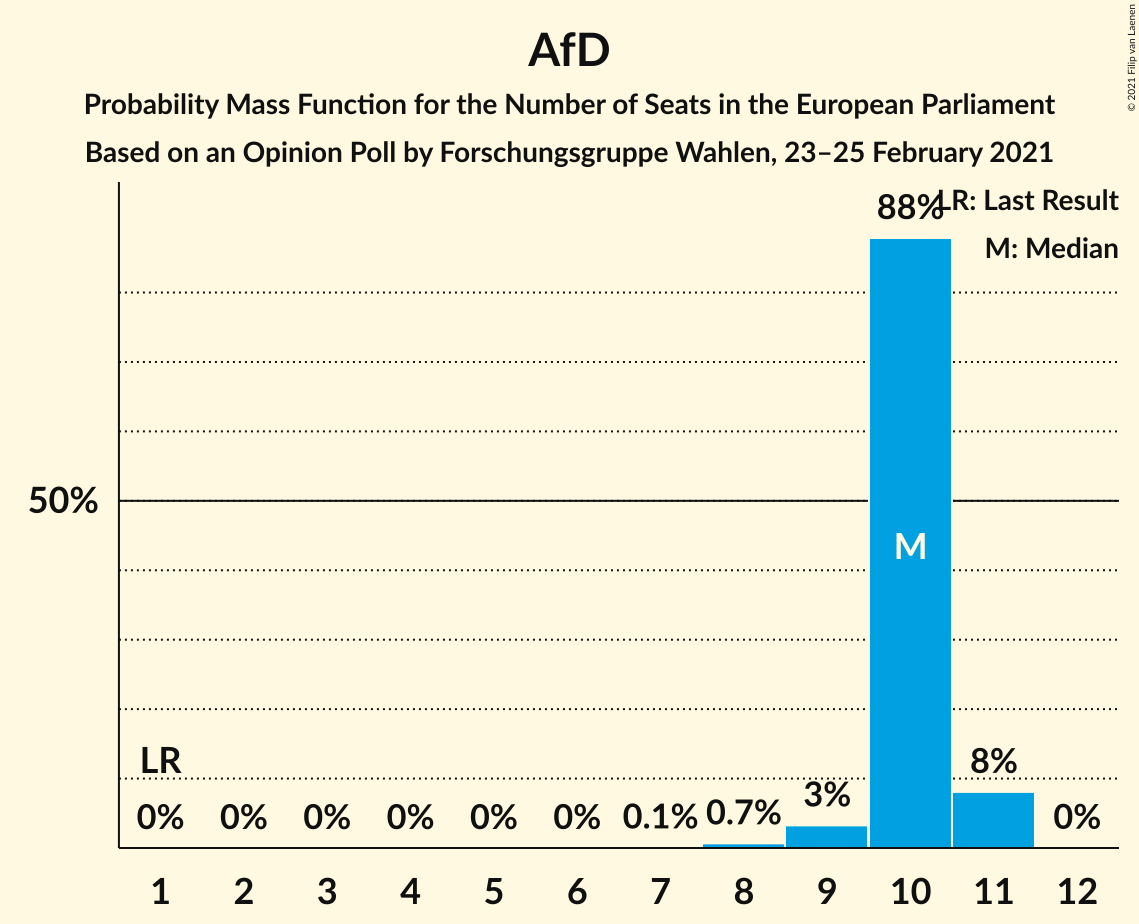 AfD
Probability Mass Function for the Number of Seats in the European Parliament
Based on an Opinion Poll by Forschungsgruppe Wahlen, 23–25 February 2021
© 2021 Filip van Laenen
LR: Last Result
M: Median
50%
LR
0% 0% 0% 0% 0% 0% 0.1% 0.7% 3% 88% 8% 0%
M
1 2 3 4 5 6 7 8 9 10 11 12